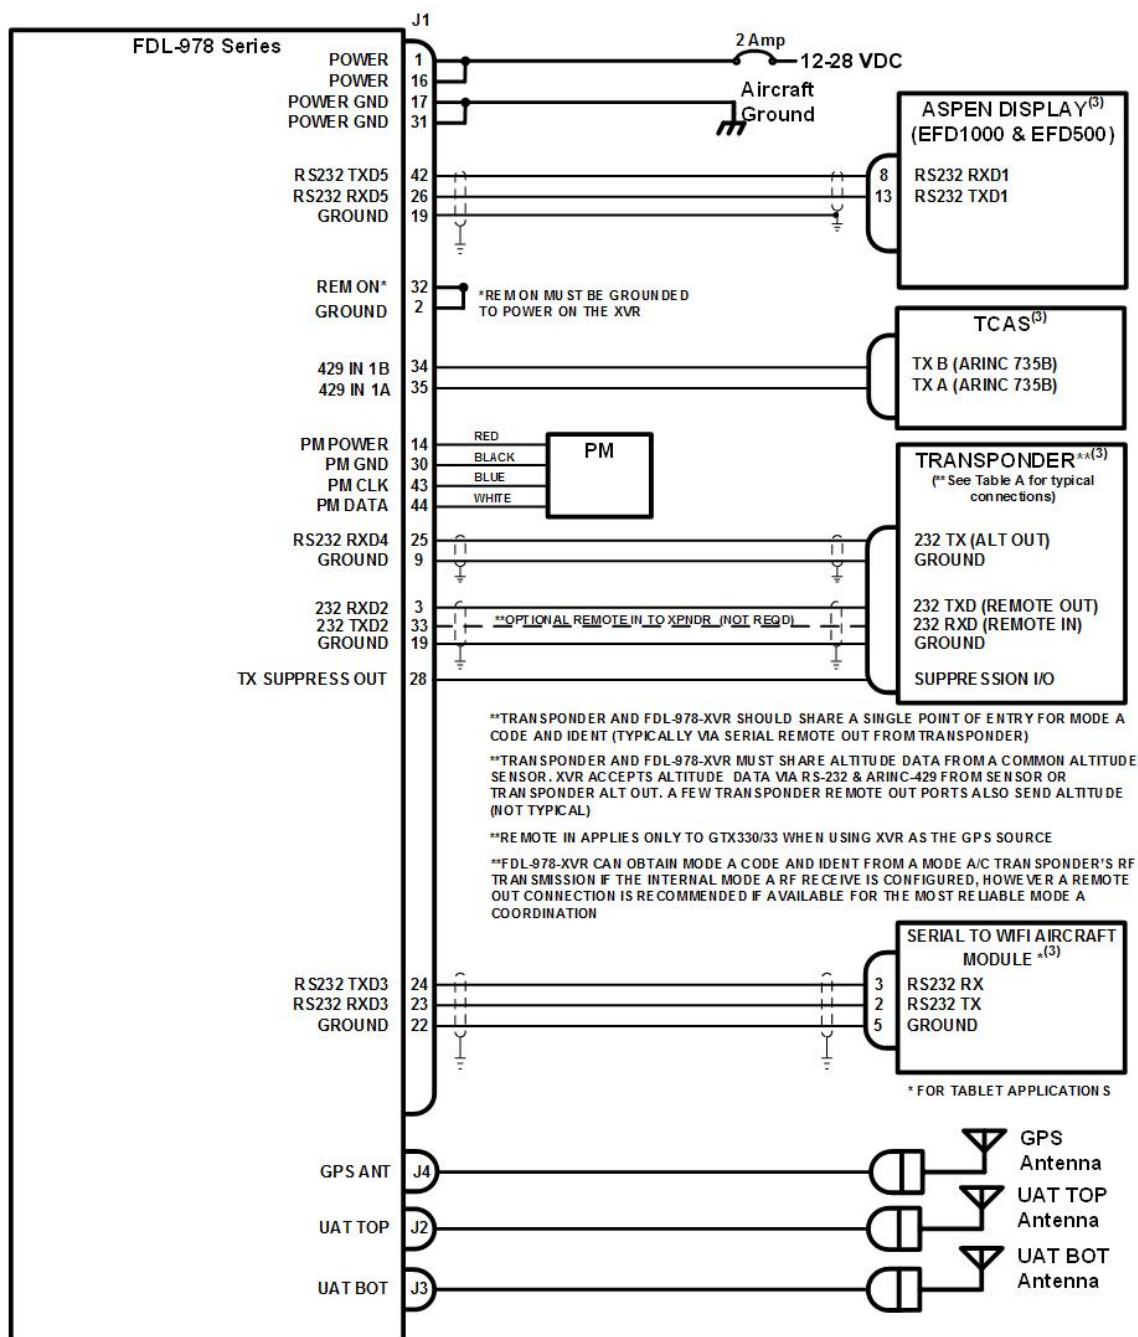 J1
FDL-978 Series
POWER 1
POWER 16
POWER GND 17
POWER GND 31
2 Amp
12-28 VDC
Aircraft
Ground
ASPEN DISPLAY(3)
(EFD1000 & EFD500)
RS232 TXD5 42
RS232 RXD5 26
GROUND 19
8 RS232 RXD1
13 RS232 TXD1
REM ON* 32
GROUND 2
*REM ON MUST BE GROUNDED
TO POWER ON THE XVR
TCAS(3)
429 IN 1B 34
429 IN 1A 35
TX B (ARINC 735B)
TX A (ARINC 735B)
PM POWER 14 RED
PM GND 30 BLACK
PM CLK 43 BLUE
PM DATA 44 WHITE
PM
TRANSPONDER**(3)
(** See Table A for typical
connections)
RS232 RXD4 25
GROUND 9
232 TX (ALT OUT)
GROUND
232 RXD2 3
232 TXD2 33
GROUND 19
**OPTIONAL REMOTE IN TO XPNDR (NOT REQD)
232 TXD (REMOTE OUT)
232 RXD (REMOTE IN)
GROUND
TX SUPPRESS OUT 28
SUPPRESSION I/O
**TRANSPONDER AND FDL-978-XVR SHOULD SHARE A SINGLE POINT OF ENTRY FOR MODE A
CODE AND IDENT (TYPICALLY VIA SERIAL REMOTE OUT FROM TRANSPONDER)
**TRANSPONDER AND FDL-978-XVR MUST SHARE ALTITUDE DATA FROM A COMMON ALTITUDE
SENSOR. XVR ACCEPTS ALTITUDE DATA VIA RS-232 & ARINC-429 FROM SENSOR OR
TRANSPONDER ALT OUT. A FEW TRANSPONDER REMOTE OUT PORTS ALSO SEND ALTITUDE
(NOT TYPICAL)
**REMOTE IN APPLIES ONLY TO GTX330/33 WHEN USING XVR AS THE GPS SOURCE
**FDL-978-XVR CAN OBTAIN MODE A CODE AND IDENT FROM A MODE A/C TRANSPONDER'S RF
TRANSMISSION IF THE INTERNAL MODE A RF RECEIVE IS CONFIGURED, HOWEVER A REMOTE
OUT CONNECTION IS RECOMMENDED IF AVAILABLE FOR THE MOST RELIABLE MODE A
COORDINATION
SERIAL TO WIFI AIRCRAFT
MODULE *(3)
RS232 TXD3 24
RS232 RXD3 23
GROUND 22
3 RS232 RX
2 RS232 TX
5 GROUND
* FOR TABLET APPLICATIONS
GPS ANT J4
GPS
Antenna
UAT TOP J2
UAT TOP
Antenna
UAT BOT J3
UAT BOT
Antenna